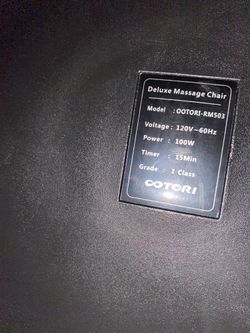 Deluxe Massage Chair
Model : OOTORI-RM503
Voltage : 120V~60Hz
Power : 100W
Timer : 15Min
Grade : I Class
OOTORI